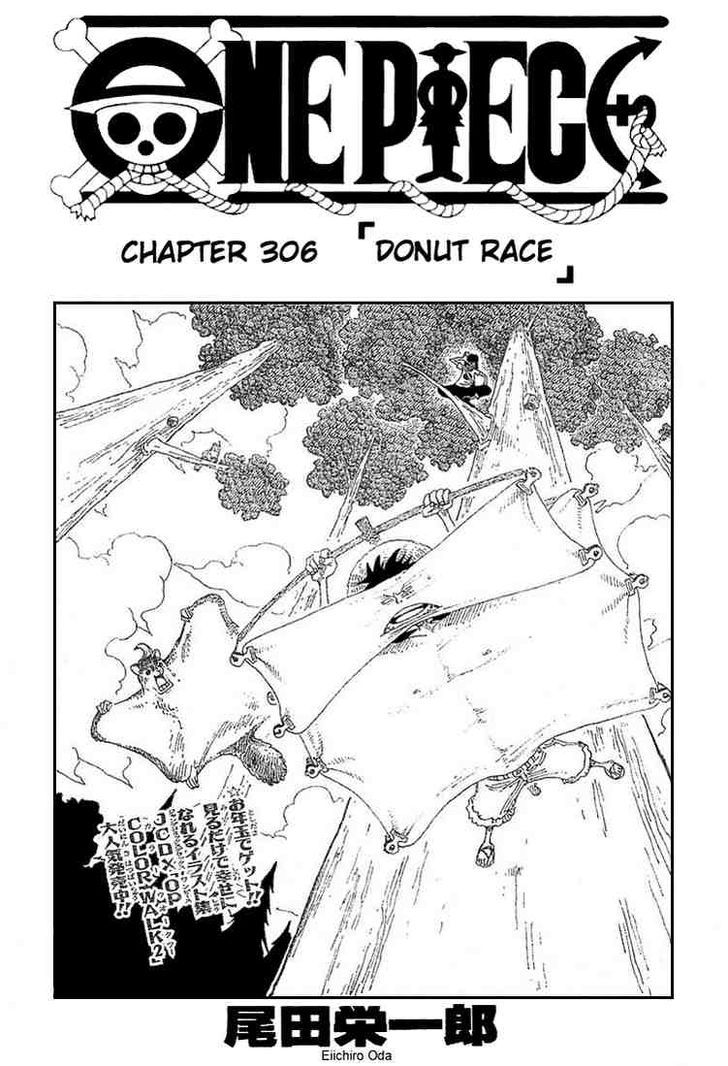 ONE PIECE
CHAPTER 306 「DONUT RACE」
☆お年玉でゲット!!
見るだけで幸せに
なれるイラスト集
JCDX『OP
COLOR WALK2』
大人気発売中!!
尾田栄一郎
Eiichiro Oda